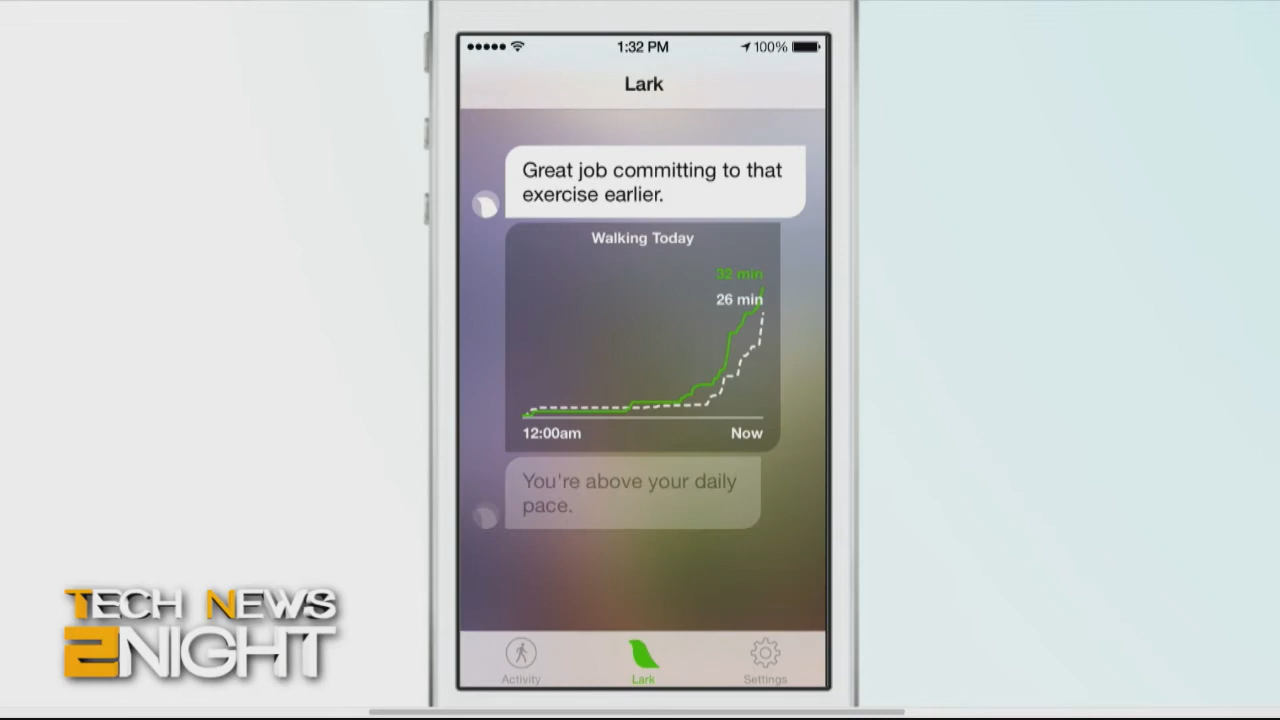 1:32 PM
100%
Lark
Great job committing to that
exercise earlier.
Walking Today
32 min
26 min
12:00am
Now
You're above your daily
pace.
Activity
Lark
Settings
TECH NEWS
2NIGHT